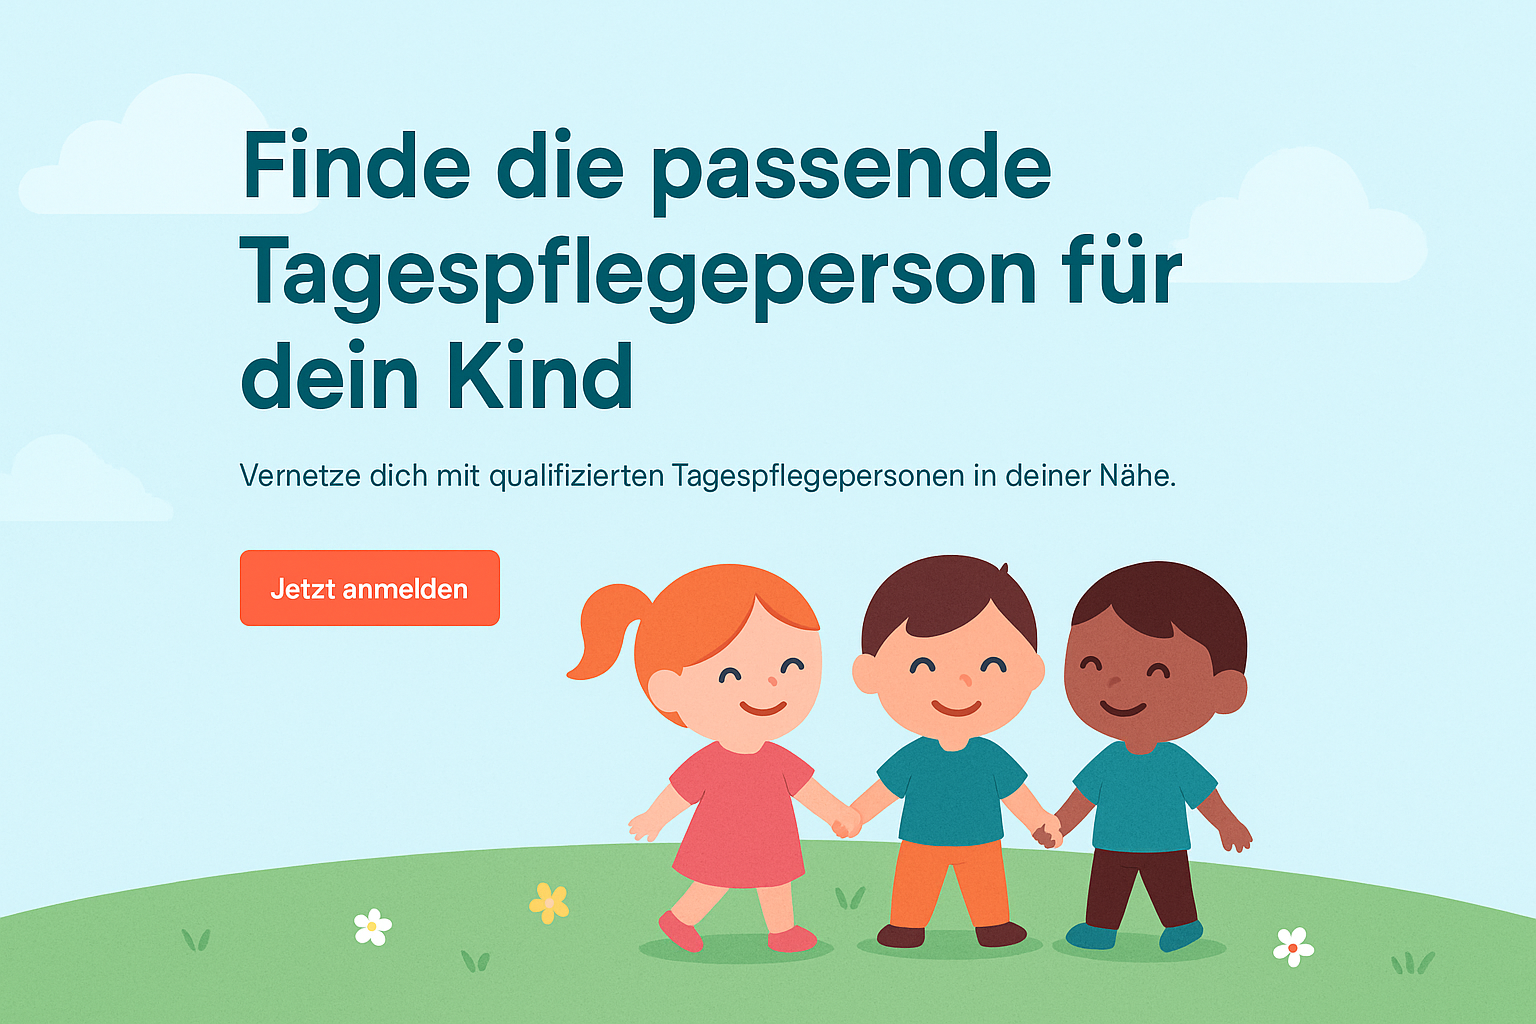 Finde die passende
Tagespflegeperson für
dein Kind
Vernetze dich mit qualifizierten Tagespflegepersonen in deiner Nähe.
Jetzt anmelden